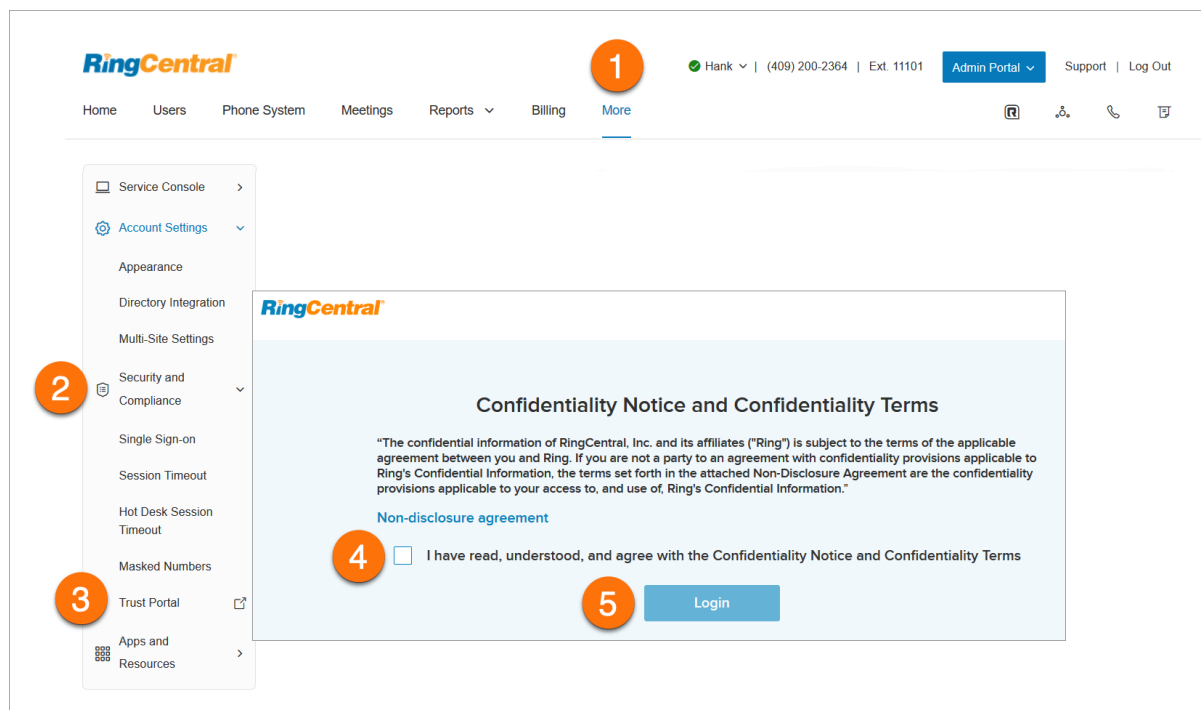 RingCentral
1
Hank | (409) 200-2364 | Ext. 11101 Admin Portal Support | Log Out
Home Users Phone System Meetings Reports Billing More
Service Console
Account Settings
Appearance
Directory Integration
Multi-Site Settings
2
Security and
Compliance
Single Sign-on
Session Timeout
Hot Desk Session
Timeout
Masked Numbers
3
Trust Portal
Apps and
Resources
RingCentral
Confidentiality Notice and Confidentiality Terms
“The confidential information of RingCentral, Inc. and its affiliates ("Ring") is subject to the terms of the applicable
agreement between you and Ring. If you are not a party to an agreement with confidentiality provisions applicable to
Ring's Confidential Information, the terms set forth in the attached Non-Disclosure Agreement are the confidentiality
provisions applicable to your access to, and use of, Ring's Confidential Information.”
Non-disclosure agreement
4
I have read, understood, and agree with the Confidentiality Notice and Confidentiality Terms
5
Login